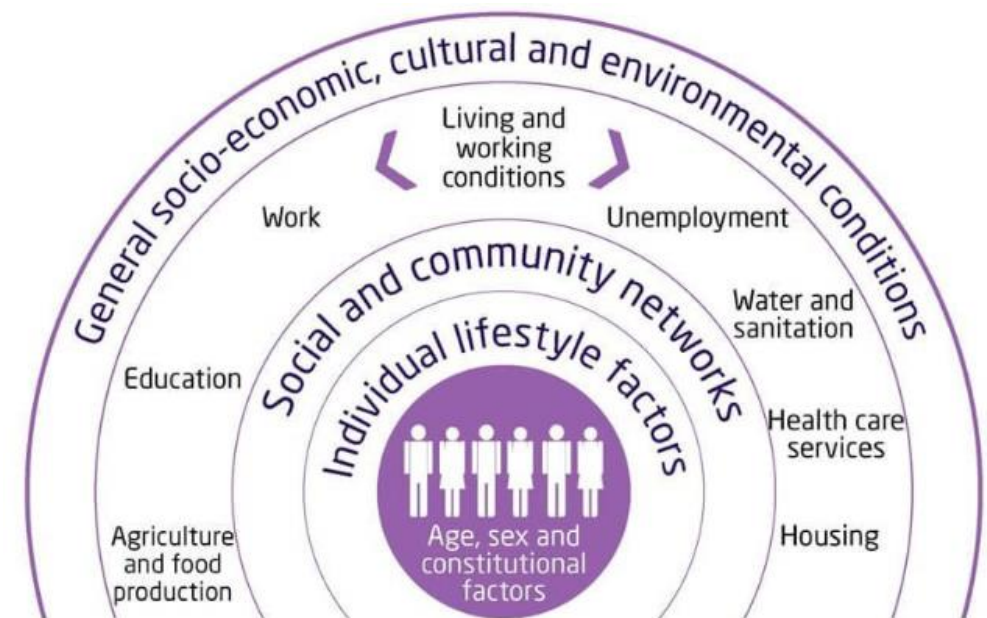 General socio-economic, cultural and environmental conditions
Living and
working
conditions
Work
Unemployment
Social and community networks
Water and
sanitation
Individual lifestyle factors
Education
Health care
services
Agriculture
and food
production
Age, sex and
constitutional
factors
Housing